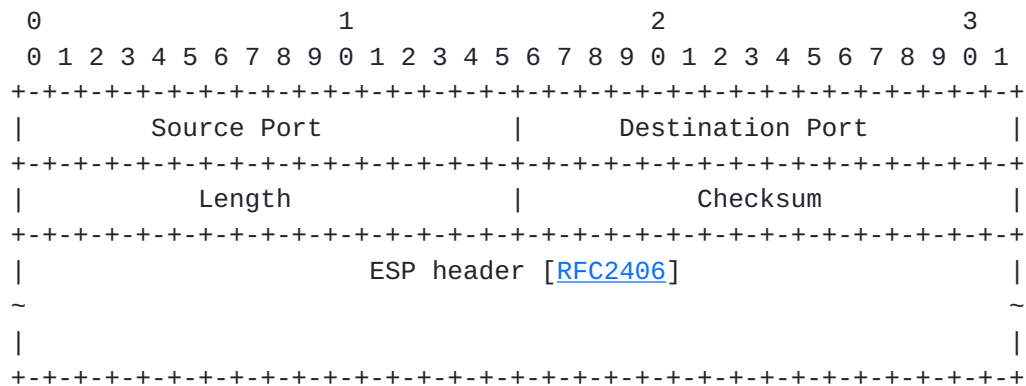 0                   1                   2                   3
 0 1 2 3 4 5 6 7 8 9 0 1 2 3 4 5 6 7 8 9 0 1 2 3 4 5 6 7 8 9 0 1
+-+-+-+-+-+-+-+-+-+-+-+-+-+-+-+-+-+-+-+-+-+-+-+-+-+-+-+-+-+-+-+-+
|        Source Port            |      Destination Port         |
+-+-+-+-+-+-+-+-+-+-+-+-+-+-+-+-+-+-+-+-+-+-+-+-+-+-+-+-+-+-+-+-+
|           Length              |           Checksum            |
+-+-+-+-+-+-+-+-+-+-+-+-+-+-+-+-+-+-+-+-+-+-+-+-+-+-+-+-+-+-+-+-+
|                      ESP header [RFC2406]                     |
~                                                               ~
|                                                               |
+-+-+-+-+-+-+-+-+-+-+-+-+-+-+-+-+-+-+-+-+-+-+-+-+-+-+-+-+-+-+-+-+